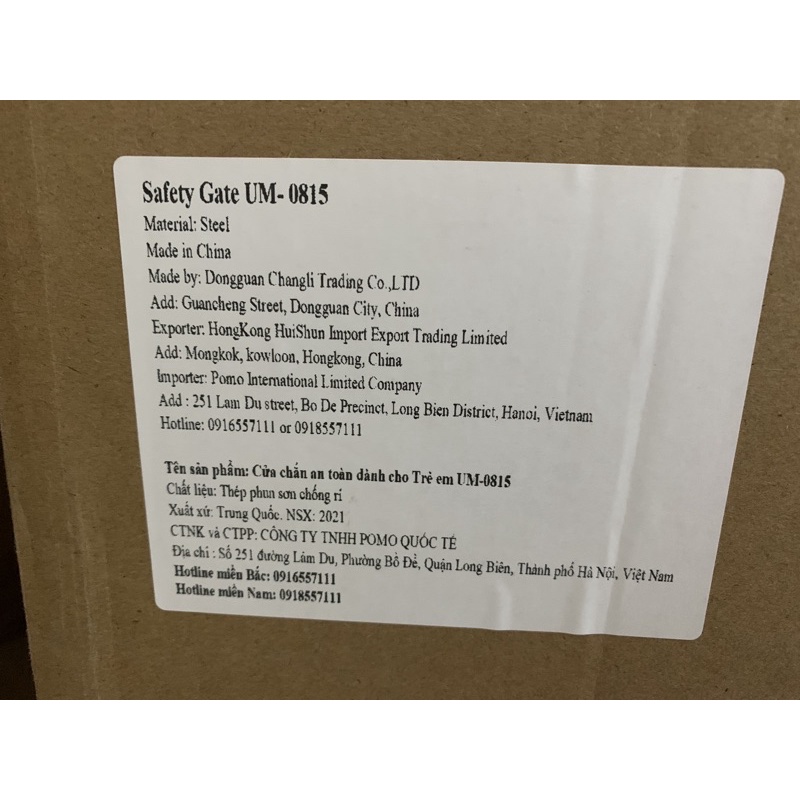 Safety Gate UM- 0815
Material: Steel
Made in China
Made by: Dongguan Changli Trading Co.,LTD
Add: Guancheng Street, Dongguan City, China
Exporter: HongKong HuiShun Import Export Trading Limited
Add: Mongkok, kowloon, Hongkong, China
Importer: Pomo International Limited Company
Add : 251 Lam Du street, Bo De Precinct, Long Bien District, Hanoi, Vietnam
Hotline: 0916557111 or 0918557111
Tên sản phẩm: Cửa chắn an toàn dành cho Trẻ em UM-0815
Chất liệu: Thép phun sơn chống rỉ
Xuất xứ: Trung Quốc. NSX: 2021
CTNK và CTPP: CÔNG TY TNHH POMO QUỐC TẾ
Địa chỉ : Số 251 đường Lâm Du, Phường Bồ Đề, Quận Long Biên, Thành phố Hà Nội, Việt Nam
Hotline miền Bắc: 0916557111
Hotline miền Nam: 0918557111